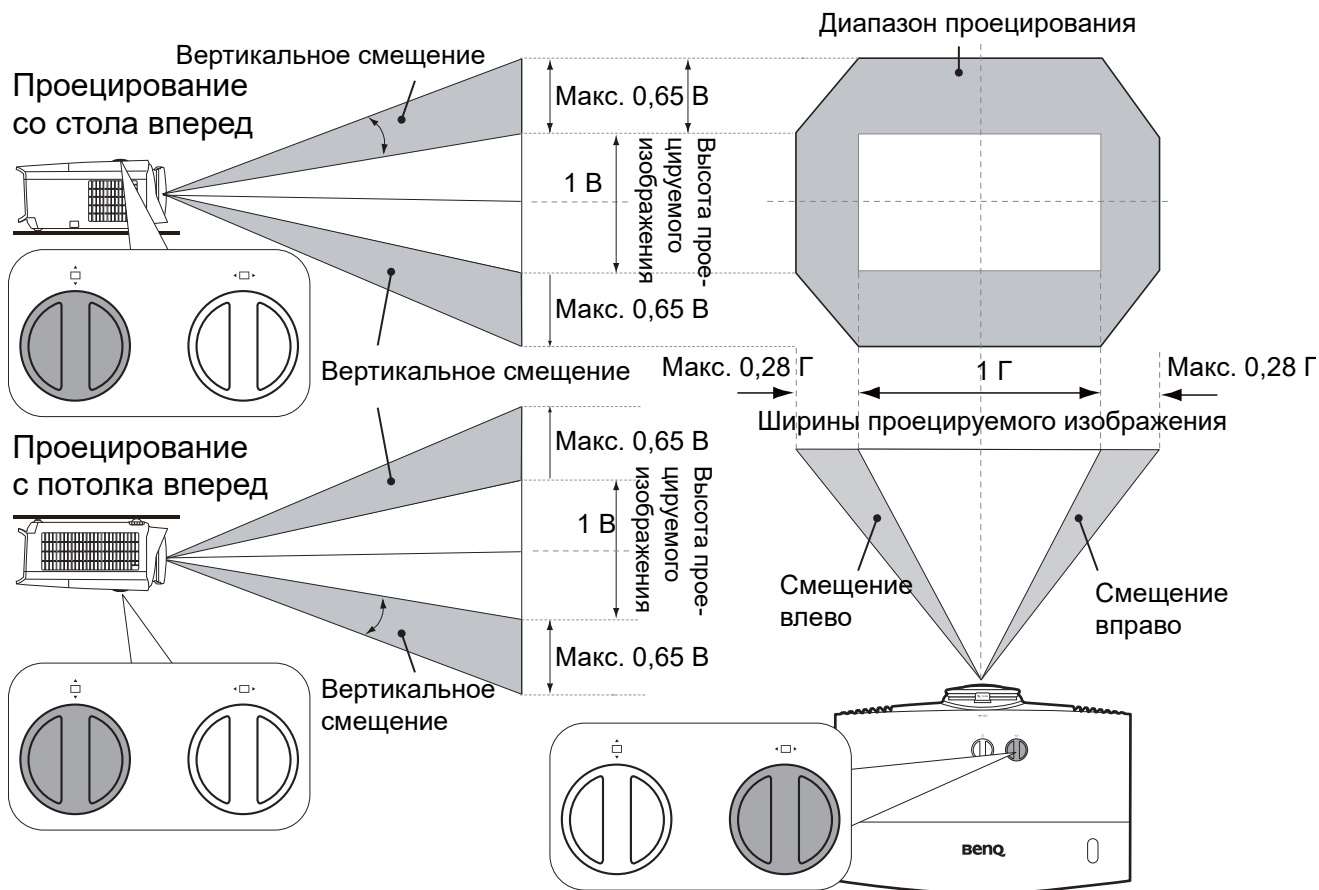 Диапазон проецирования
Вертикальное смещение
Проецирование
со стола вперед
Макс. 0,65 В
1 В
Высота прое-
цируемого
изображения
Макс. 0,65 В
Вертикальное смещение
Макс. 0,28 Г
1 Г
Макс. 0,28 Г
Ширины проецируемого изображения
Проецирование
с потолка вперед
Макс. 0,65 В
1 В
Высота прое-
цируемого
изображения
Макс. 0,65 В
Вертикальное
смещение
Смещение
влево
Смещение
вправо
BenQ